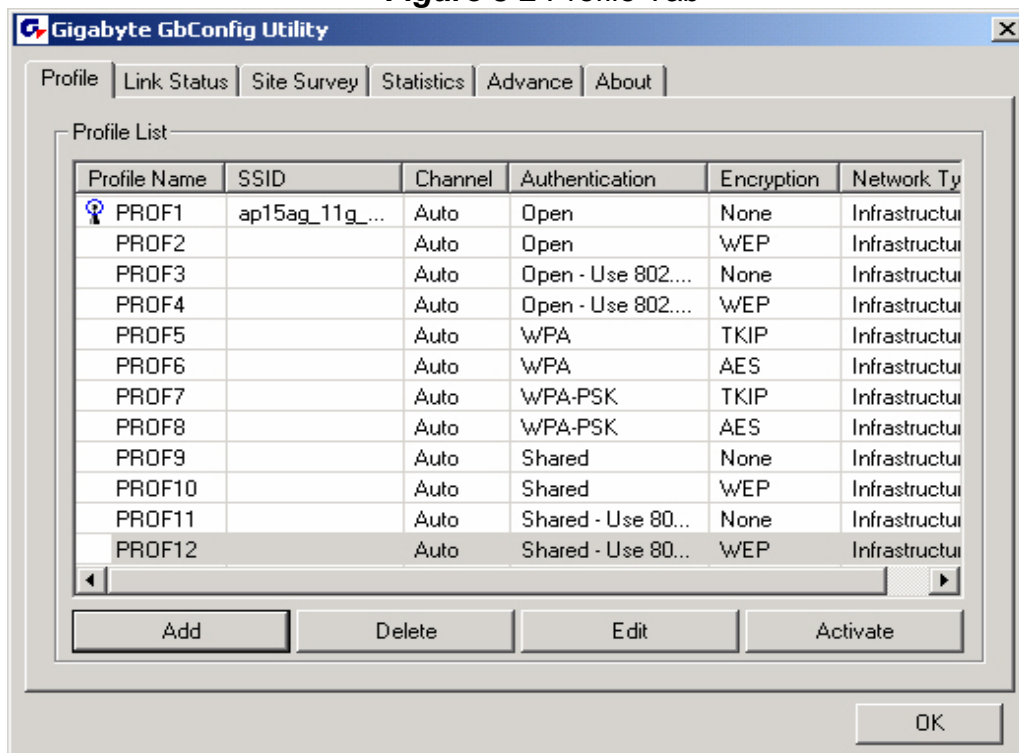 Gigabyte GbConfig Utility
Profile Link Status Site Survey Statistics Advance About
Profile List
Profile Name SSID Channel Authentication Encryption Network Ty
PROF1 ap15ag_11g_... Auto Open None Infrastructur
PROF2 Auto Open WEP Infrastructur
PROF3 Auto Open - Use 802.... None Infrastructur
PROF4 Auto Open - Use 802.... WEP Infrastructur
PROF5 Auto WPA TKIP Infrastructur
PROF6 Auto WPA AES Infrastructur
PROF7 Auto WPA-PSK TKIP Infrastructur
PROF8 Auto WPA-PSK AES Infrastructur
PROF9 Auto Shared None Infrastructur
PROF10 Auto Shared WEP Infrastructur
PROF11 Auto Shared - Use 80... None Infrastructur
PROF12 Auto Shared - Use 80... WEP Infrastructur
Add Delete Edit Activate
OK